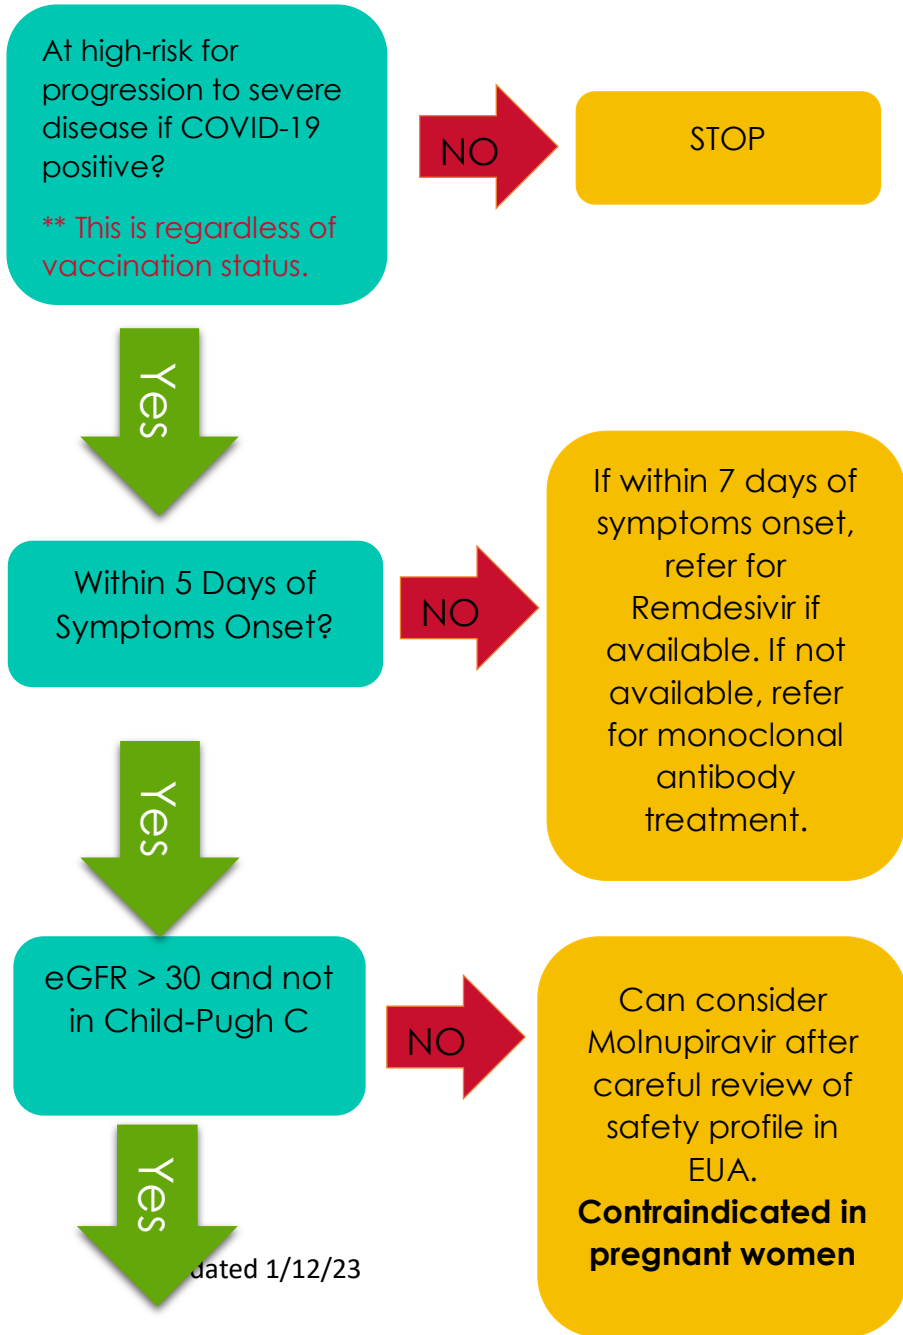 At high-risk for
progression to severe
disease if COVID-19
positive?
** This is regardless of
vaccination status.
NO
STOP
Yes
Within 5 Days of
Symptoms Onset?
NO
If within 7 days of
symptoms onset,
refer for
Remdesivir if
available. If not
available, refer
for monoclonal
antibody
treatment.
Yes
eGFR > 30 and not
in Child-Pugh C
NO
Can consider
Molnupiravir after
careful review of
safety profile in
EUA.
Contraindicated in
pregnant women
Yes
dated 1/12/23